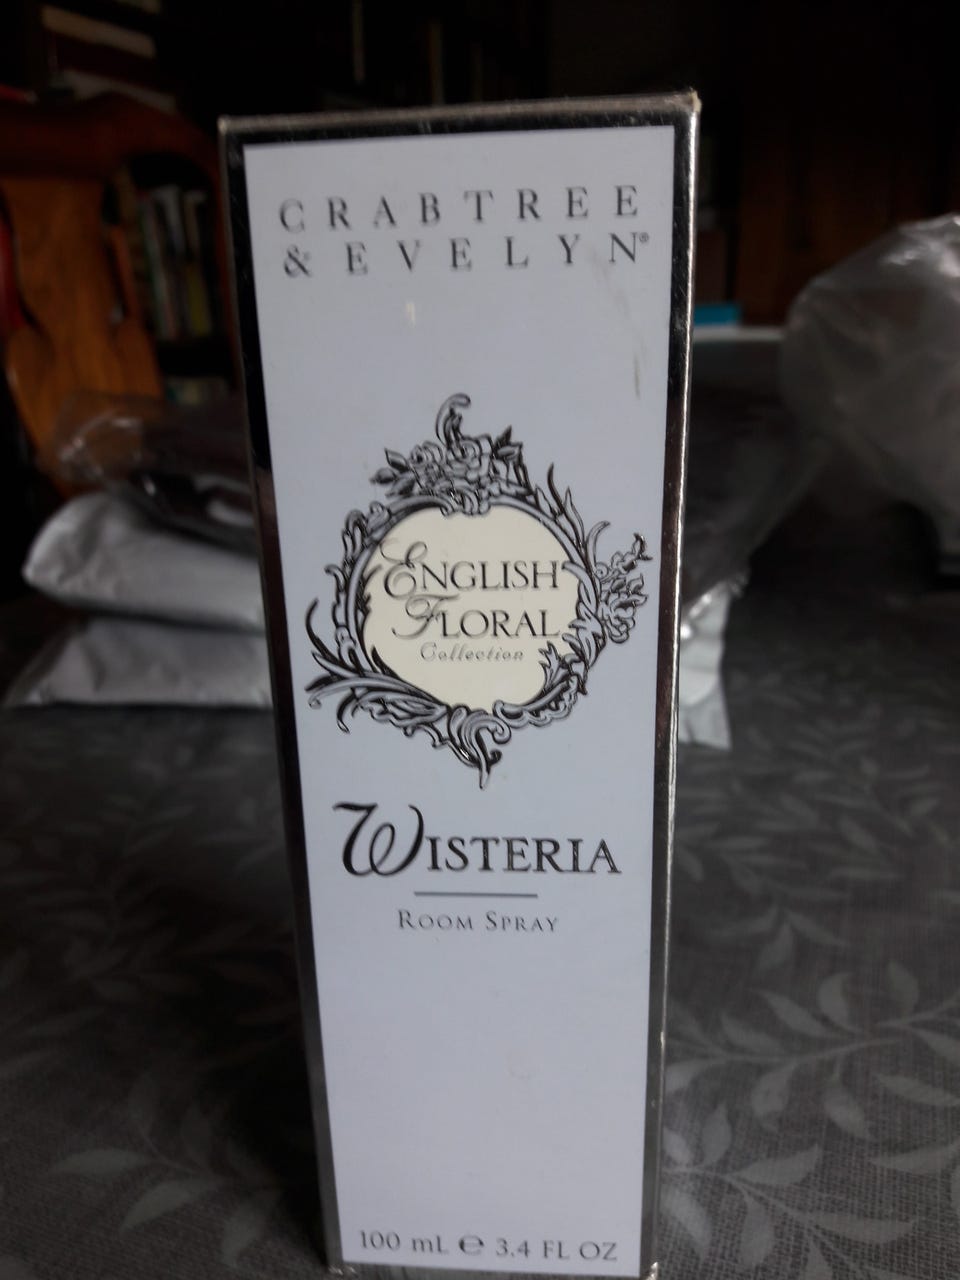 CRABTREE
& EVELYN®
ENGLISH
FLORAL
Collection
WISTERIA
ROOM SPRAY
100 mL ℮ 3.4 FL OZ